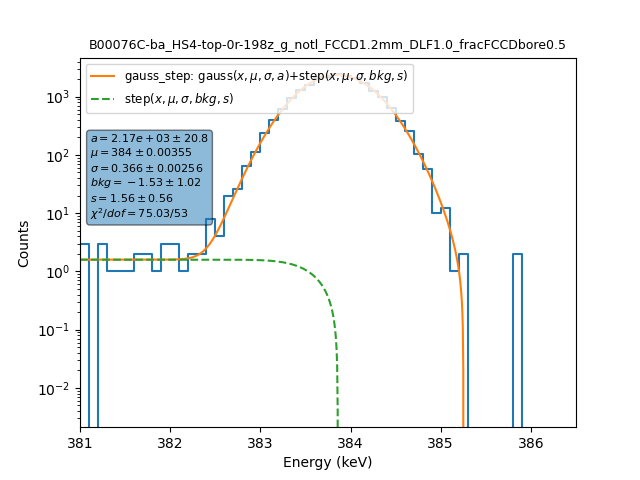 B00076C-ba_HS4-top-0r-198z_g_notl_FCCD1.2mm_DLF1.0_fracFCCDbore0.5
gauss_step: gauss(x, μ, σ, a)+step(x, μ, σ, bkg, s)
step(x, μ, σ, bkg, s)
a = 2.17e + 03 ± 20.8
μ = 384 ± 0.00355
σ = 0.366 ± 0.00256
bkg = −1.53 ± 1.02
s = 1.56 ± 0.56
χ²/dof = 75.03/53
10³
10²
10¹
10⁰
10⁻¹
10⁻²
Counts
381 382 383 384 385 386
Energy (keV)